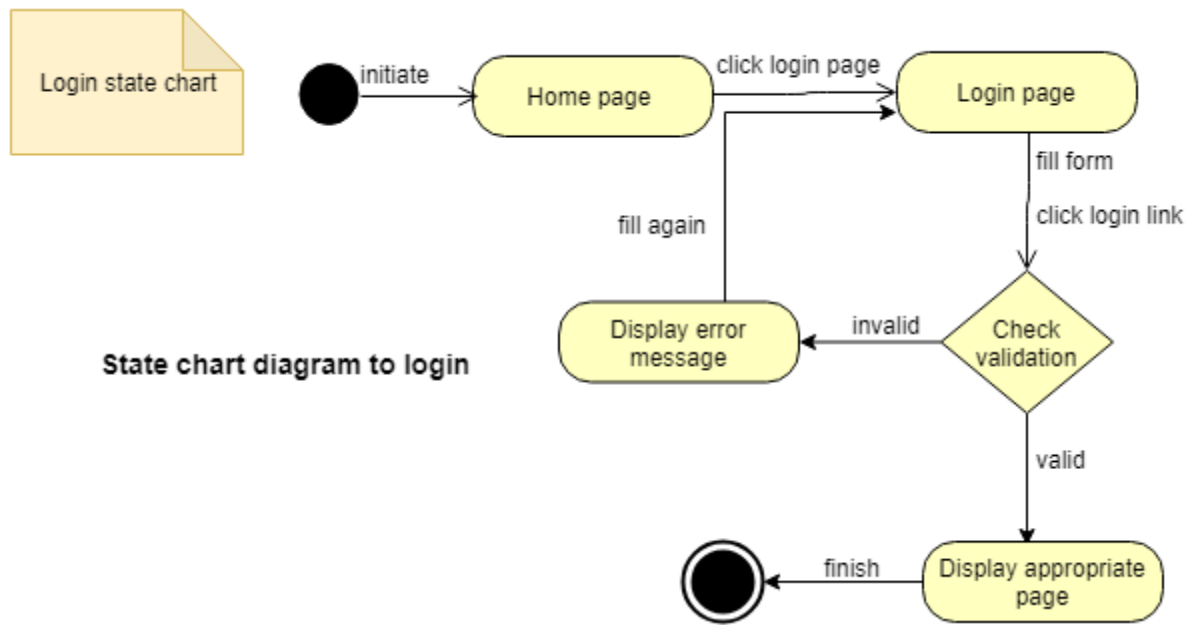 Login state chart
initiate
Home page
click login page
Login page
fill form
click login link
fill again
Display error
message
invalid
Check
validation
State chart diagram to login
valid
finish
Display appropriate
page